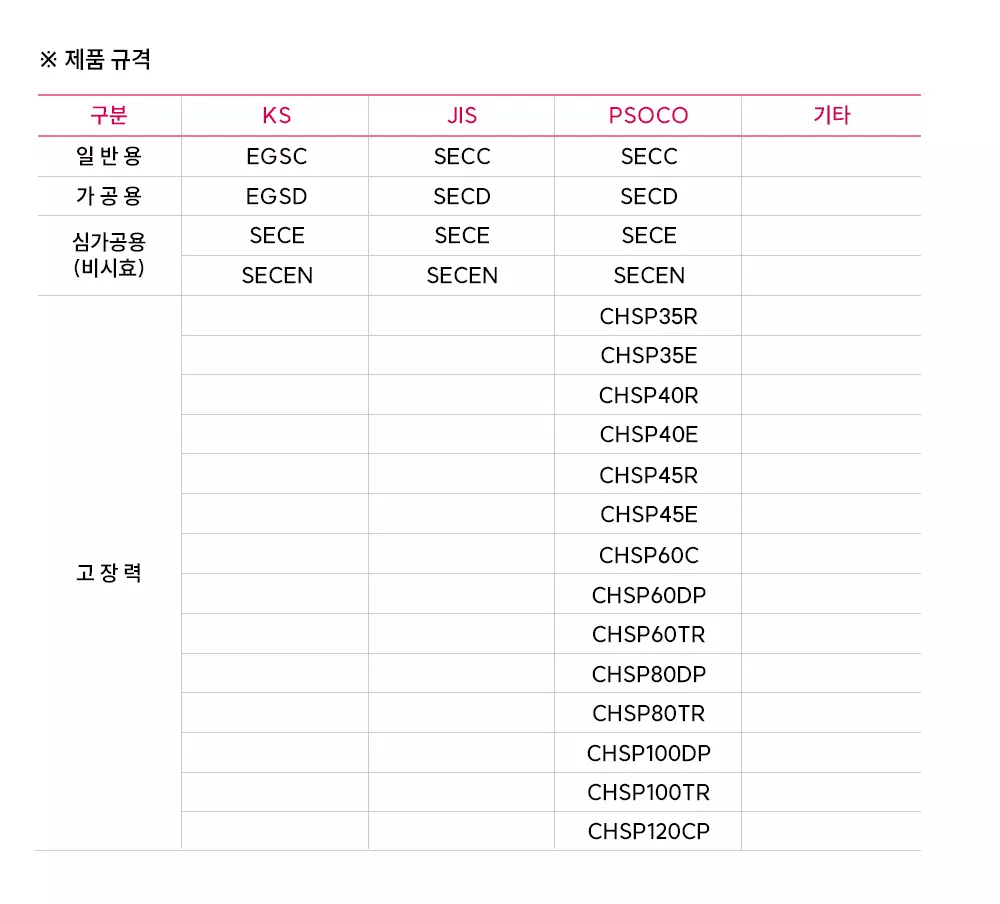 ※ 제품 규격
구분 KS JIS PSOCO 기타
일 반 용 EGSC SECC SECC
가 공 용 EGSD SECD SECD
심가공용 (비시효) SECE SECE SECE
SECEN SECEN SECEN
고 장 력 CHSP35R
CHSP35E
CHSP40R
CHSP40E
CHSP45R
CHSP45E
CHSP60C
CHSP60DP
CHSP60TR
CHSP80DP
CHSP80TR
CHSP100DP
CHSP100TR
CHSP120CP